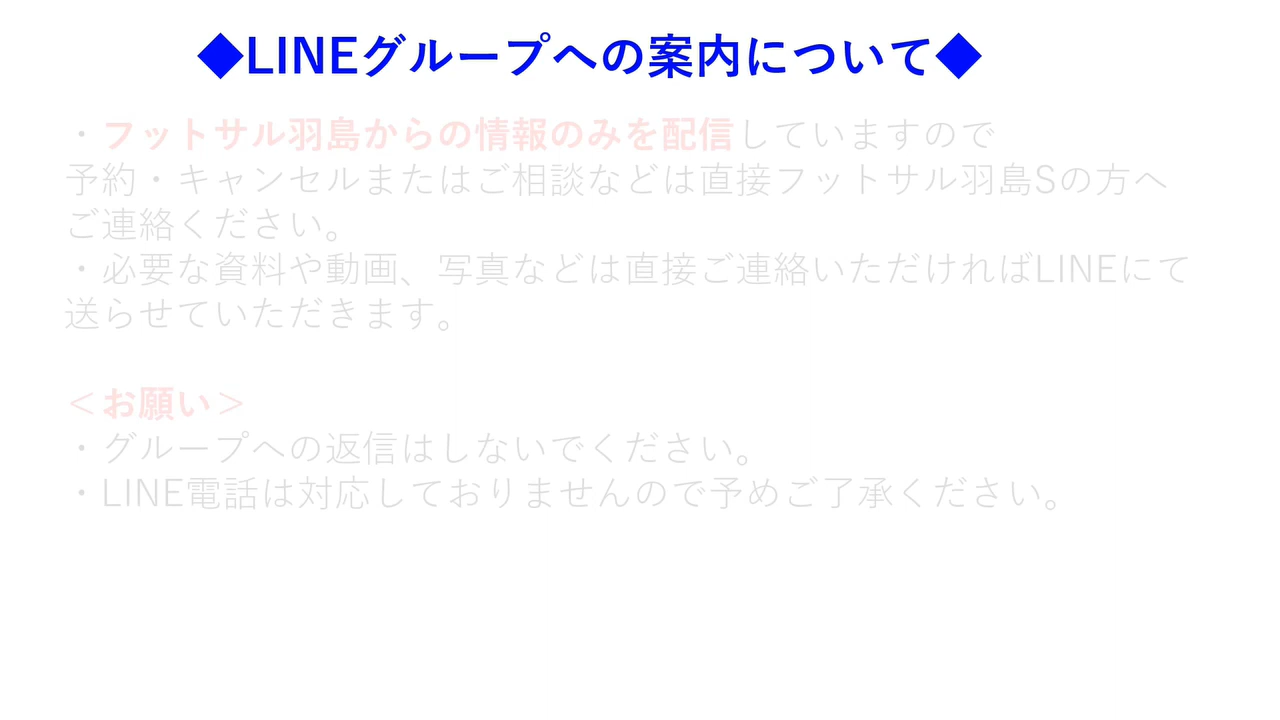 ◆LINEグループへの案内について◆
・フットサル羽島からの情報のみを配信していますので
予約・キャンセルまたはご相談などは直接フットサル羽島Sの方へ
ご連絡ください。
・必要な資料や動画、写真などは直接ご連絡いただければLINEにて
送らせていただきます。
＜お願い＞
・グループへの返信はしないでください。
・LINE電話は対応しておりませんので予めご了承ください。